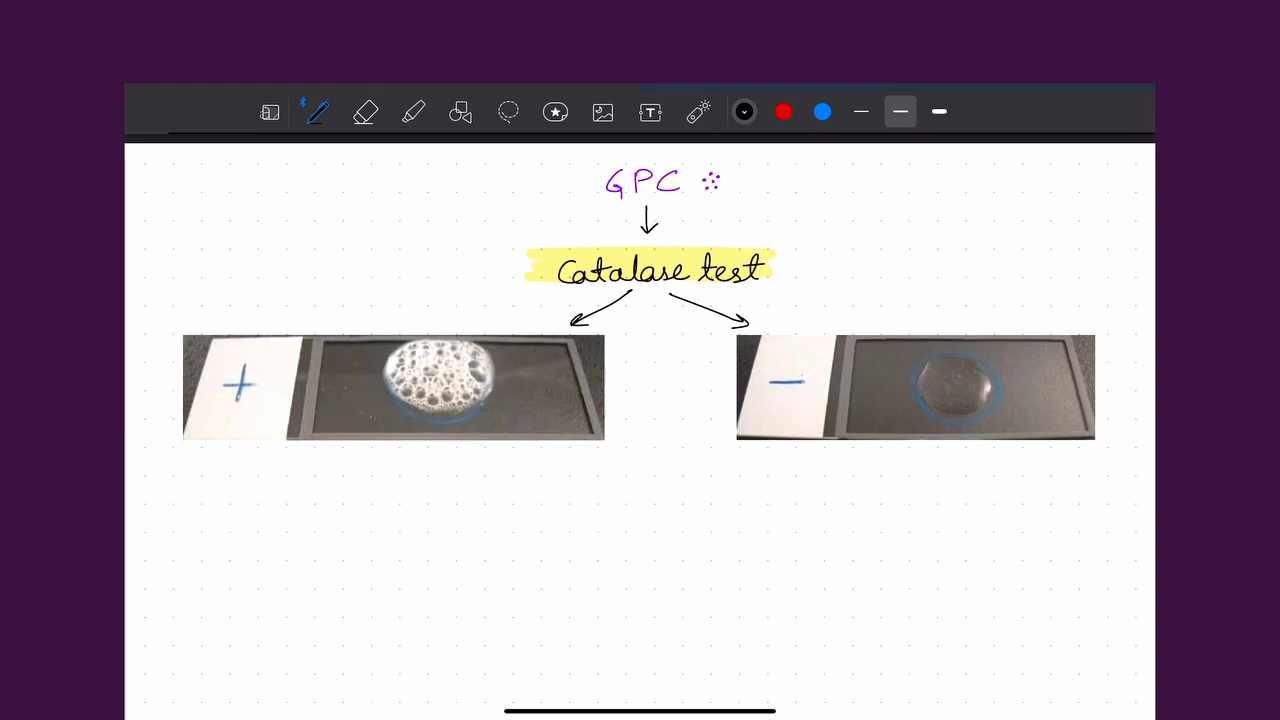 GPC
Catalase test
+
−